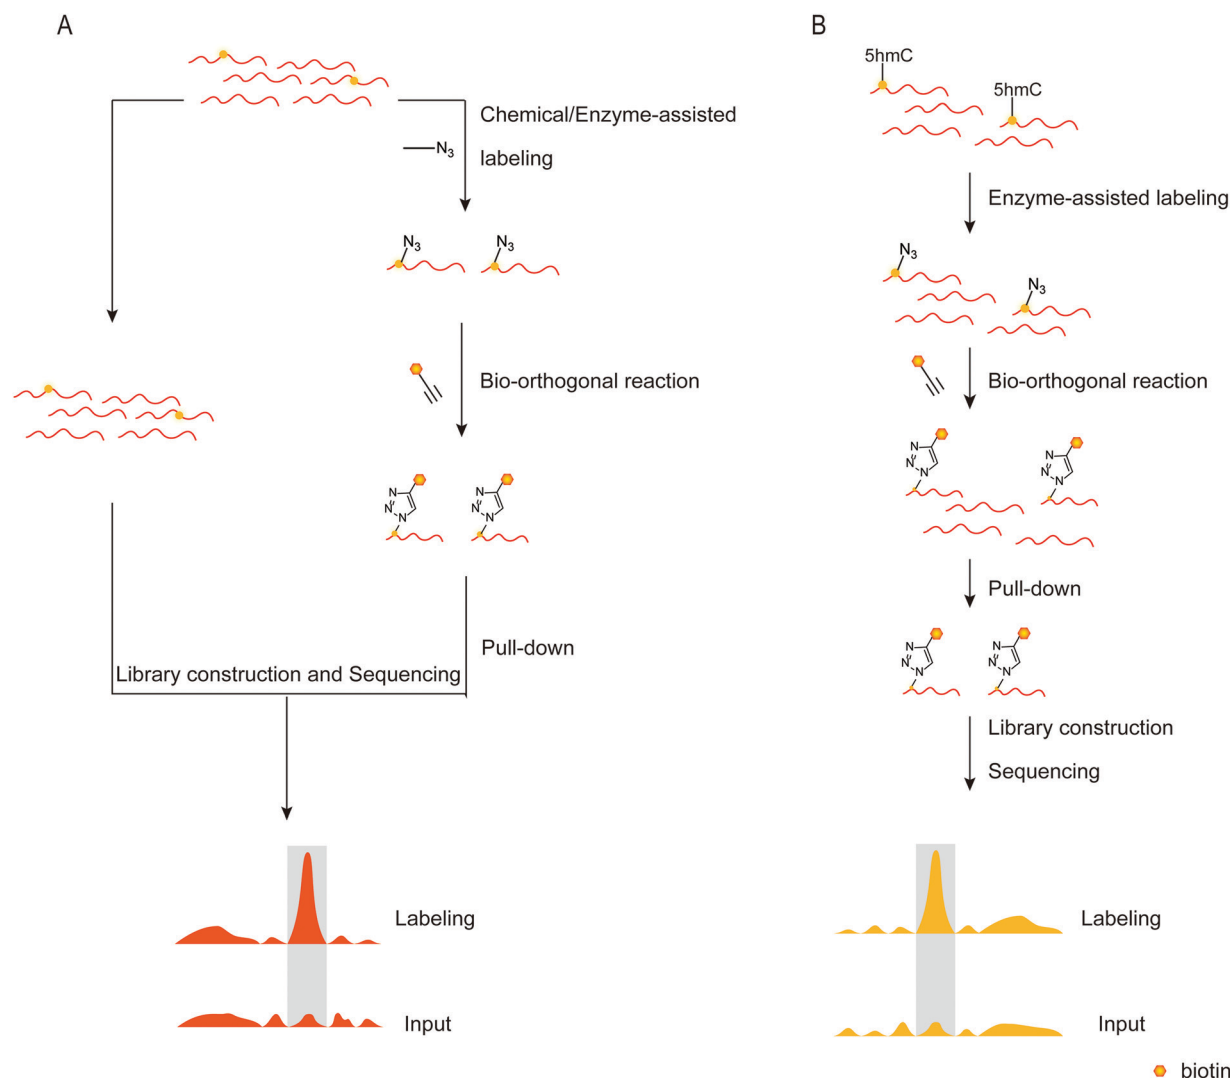 A
Chemical/Enzyme-assisted
N3
labeling
N3
N3
Bio-orthogonal reaction
N
N
N
N
N
N
Pull-down
Library construction and Sequencing
Labeling
Input
B
5hmC
5hmC
Enzyme-assisted labeling
N3
N3
Bio-orthogonal reaction
N
N
N
N
N
N
Pull-down
N
N
N
N
N
N
Library construction
Sequencing
Labeling
Input
biotin